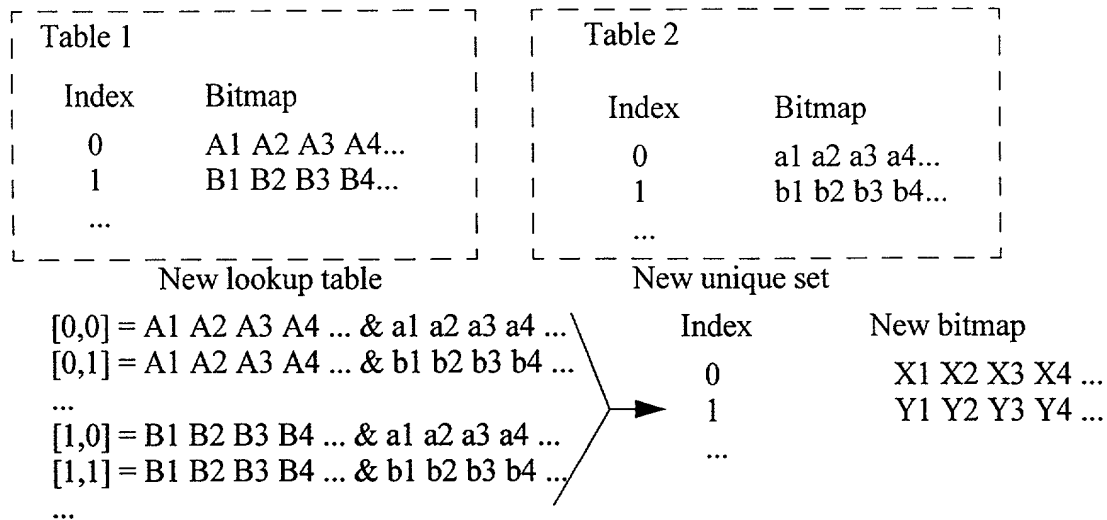 Table 1
Index Bitmap
0 A1 A2 A3 A4...
1 B1 B2 B3 B4...
...
Table 2
Index Bitmap
0 a1 a2 a3 a4...
1 b1 b2 b3 b4...
...
New lookup table
[0,0] = A1 A2 A3 A4 ... & a1 a2 a3 a4 ...
[0,1] = A1 A2 A3 A4 ... & b1 b2 b3 b4 ...
...
[1,0] = B1 B2 B3 B4 ... & a1 a2 a3 a4 ...
[1,1] = B1 B2 B3 B4 ... & b1 b2 b3 b4 ...
...
New unique set
Index New bitmap
0 X1 X2 X3 X4 ...
1 Y1 Y2 Y3 Y4 ...
...